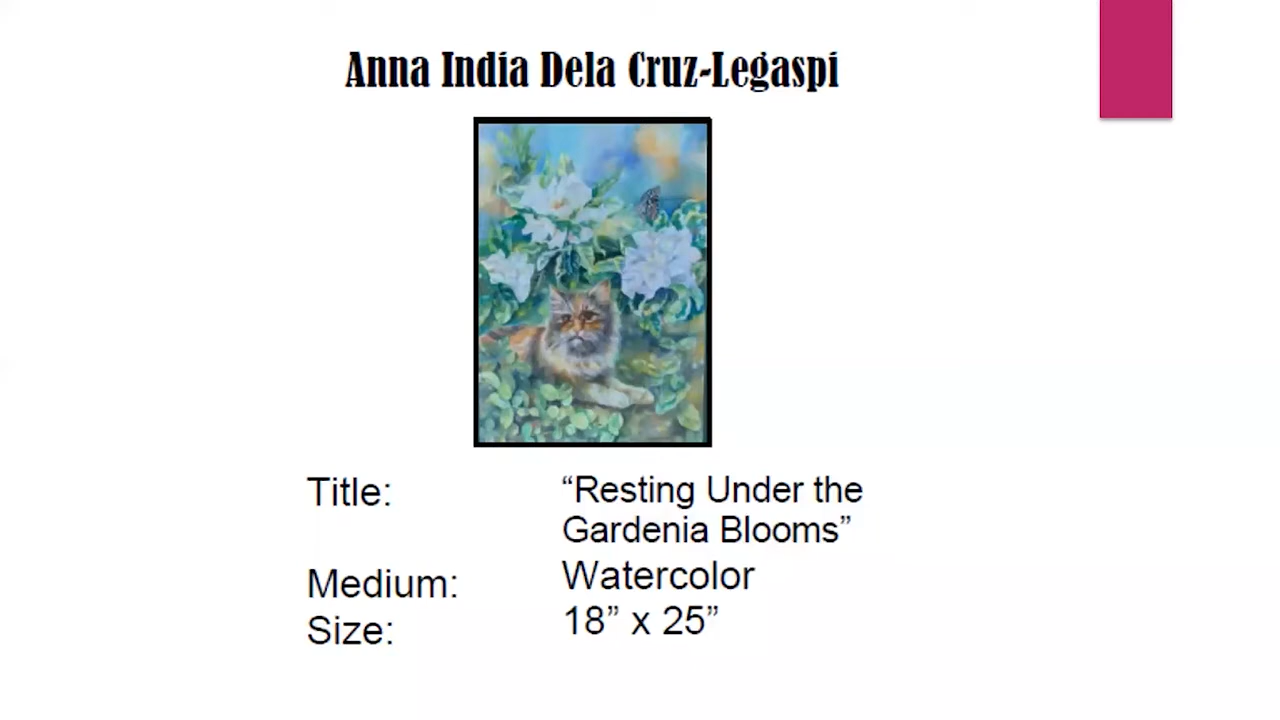 Anna India Dela Cruz-Legaspi
Title: “Resting Under the
Gardenia Blooms”
Medium: Watercolor
Size: 18” x 25”